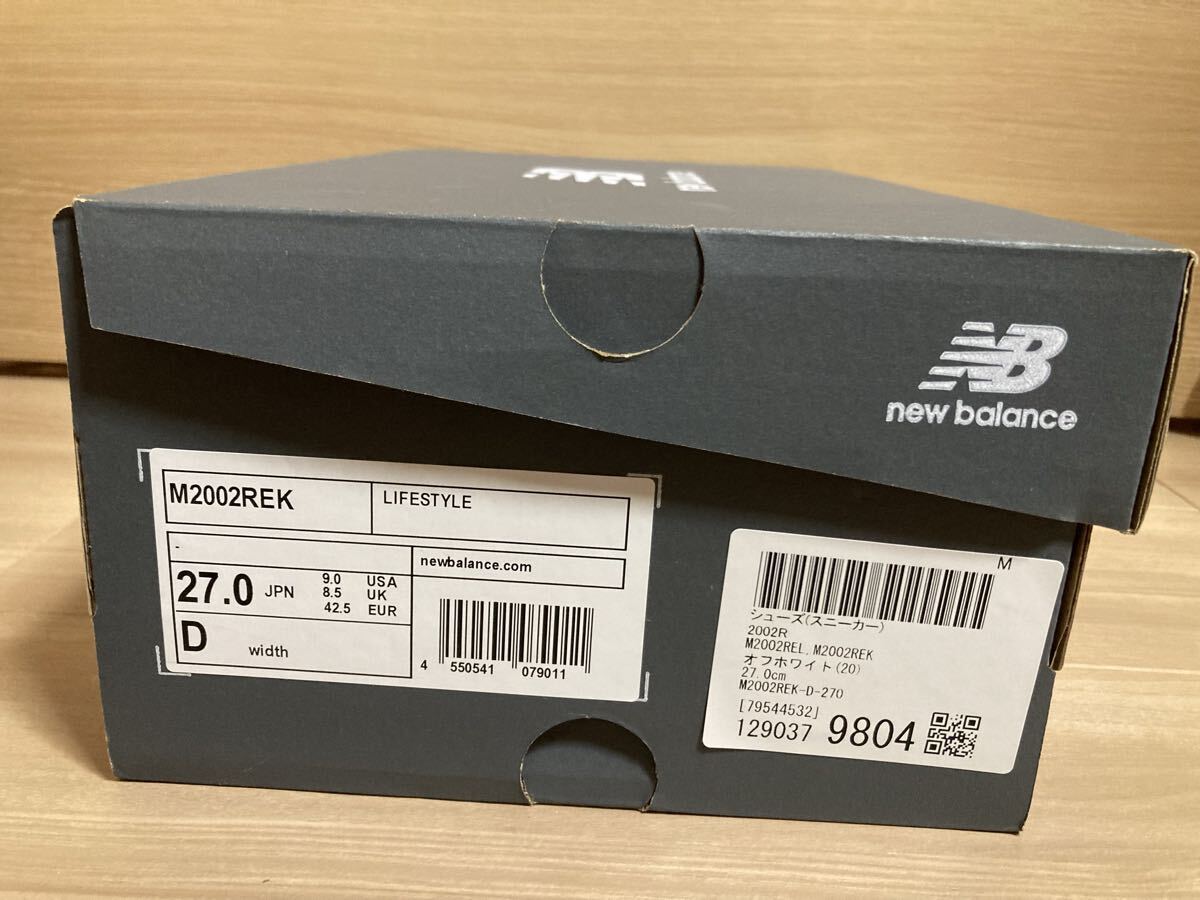 NB
new balance
M2002REK
LIFESTYLE
-
newbalance.com
27.0 JPN
9.0 USA
8.5 UK
42.5 EUR
D width
4 550541 079011
M
シューズ(スニーカー)
2002R
M2002REL, M2002REK
オフホワイト(20)
27.0cm
M2002REK-D-270
[79544532]
129037 9804